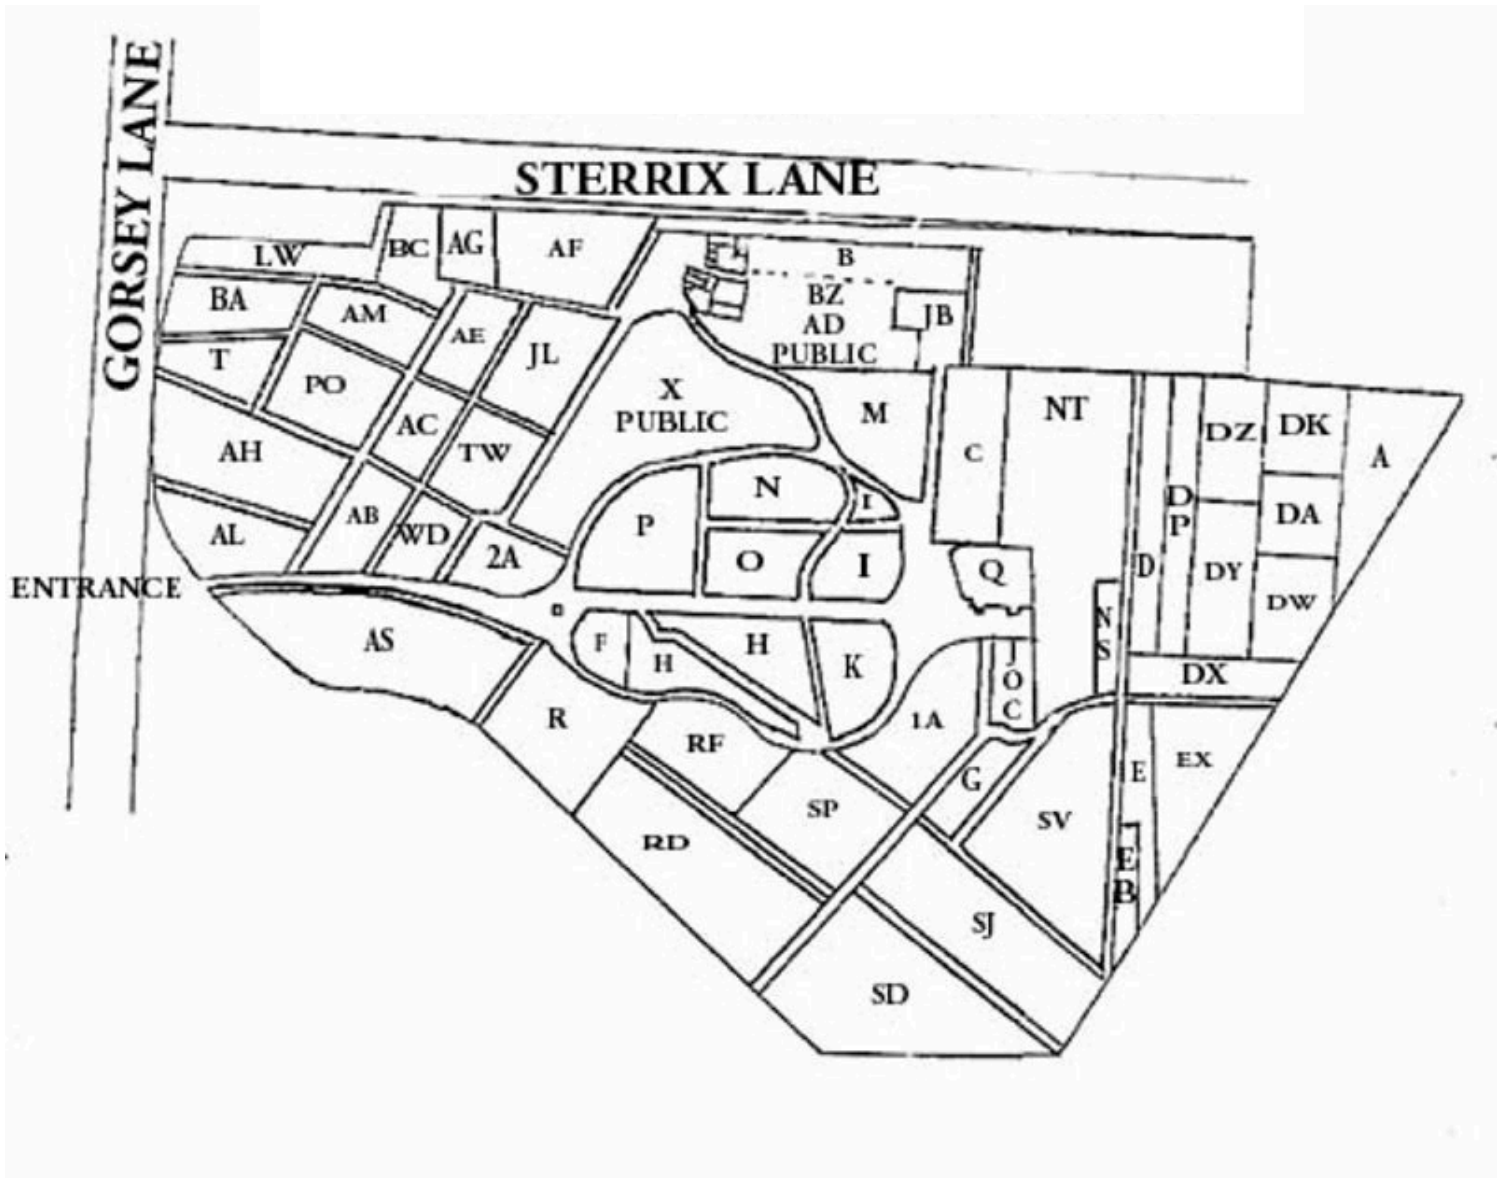 GORSEY LANE
STERRIX LANE
LW
BC
AG
AF
B
BA
AM
AE
JL
BZ
AD
PUBLIC
JB
T
PO
AC
TW
X
PUBLIC
M
C
NT
DZ
DK
A
AH
AB
WD
2A
P
N
I
O
I
Q
D
D
P
DY
DA
DW
AL
ENTRANCE
AS
F
H
H
K
N
S
DX
R
RF
1A
J
O
C
G
E
EX
RD
SP
SV
E
B
SJ
SD